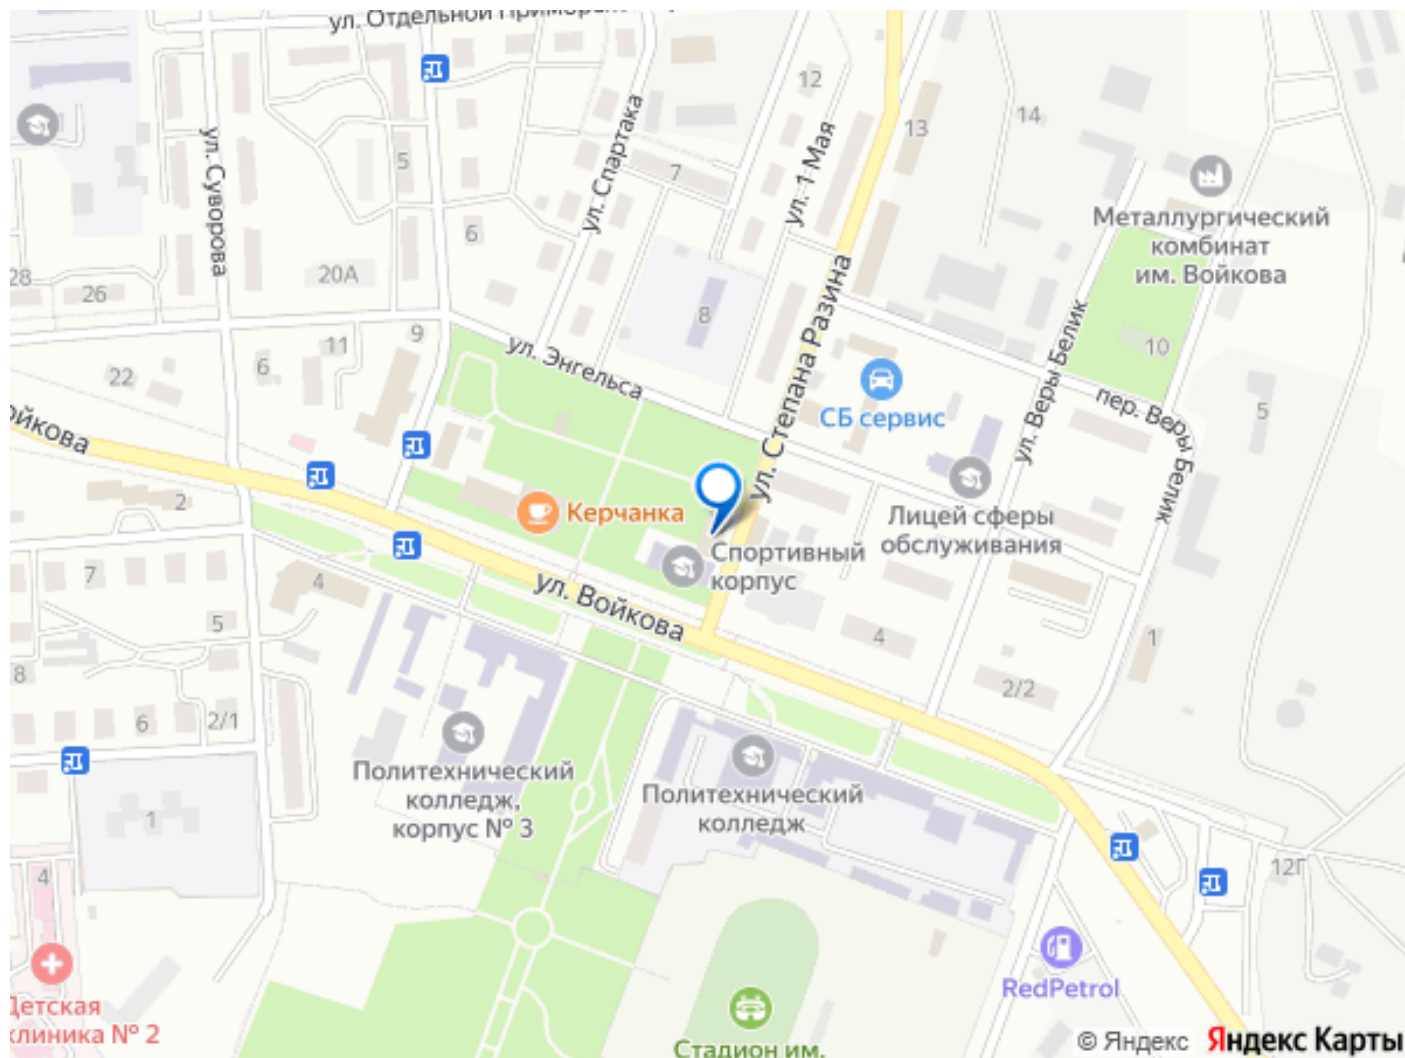 ул. Отдельной Приморской
12
13
14
ул. Суворова
5
ул. Спартака
7
ул. 1 Мая
Металлургический
комбинат
им. Войкова
6
28
26
20А
8
ул. Степана Разина
ул. Веры Белик
10
9
11
6
22
ул. Энгельса
СБ сервис
пер. Веры Белик
5
2
Керчанка
Лицей сферы
обслуживания
Спортивный
корпус
7
4
ул. Войкова
5
4
1
8
2/2
6
2/1
Политехнический
колледж,
корпус № 3
Политехнический
колледж
1
12Г
4
RedPetrol
Детская
клиника № 2
Стадион им.
© Яндекс Яндекс Карты